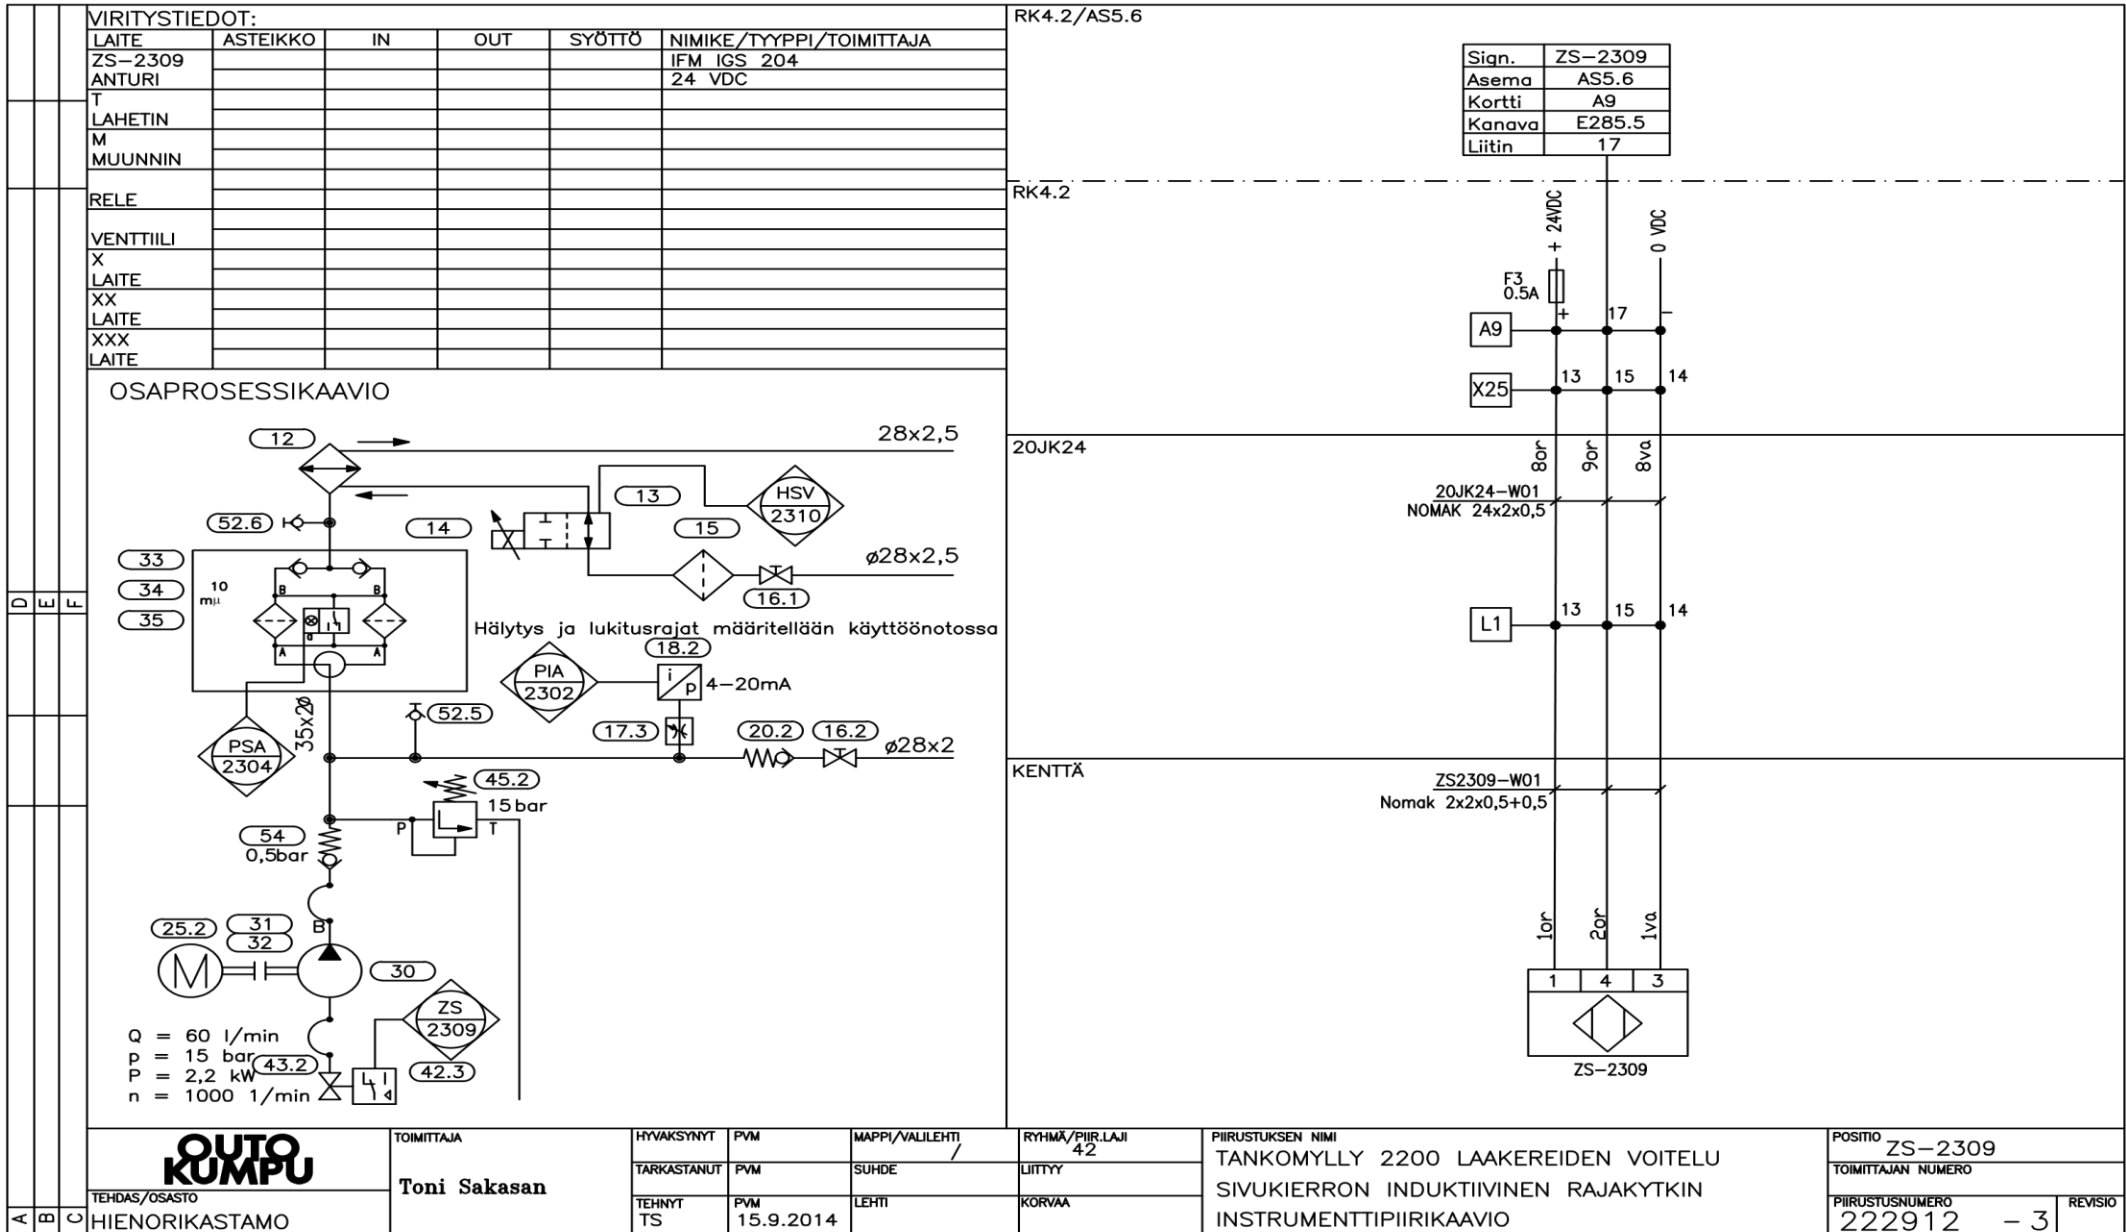 VIRITYSTIEDOT:
LAITE ASTEIKKO IN OUT SYÖTTÖ NIMIKE/TYYPPI/TOIMITTAJA
ZS-2309 IFM IGS 204
ANTURI 24 VDC
T
LAHETIN
M
MUUNNIN
RELE
VENTTIILI
X
LAITE
XX
LAITE
XXX
LAITE
OSAPROSESSIKAAVIO
12
28x2,5
52.6
14
13
HSV
2310
15
ø28x2,5
16.1
33
34
35
10
mµ
B B
A A
Hälytys ja lukitusrajat määritellään käyttöönotossa
18.2
PIA
2302
i
p
4-20mA
52.5
35x2Ø
PSA
2304
17.3
20.2
16.2
ø28x2
45.2
15bar
P
T
54
0,5bar
25.2
31
32
B
M
30
ZS
2309
42.3
43.2
Q = 60 l/min
p = 15 bar
P = 2,2 kW
n = 1000 1/min
RK4.2/AS5.6
Sign. ZS-2309
Asema AS5.6
Kortti A9
Kanava E285.5
Liitin 17
RK4.2
+ 24VDC
0 VDC
F3
0.5A
A9 + 17 -
X25 13 15 14
20JK24
8or 9or 8va
20JK24-W01
NOMAK 24x2x0,5
L1 13 15 14
KENTTÄ
ZS2309-W01
Nomak 2x2x0,5+0,5
1or 2or 1va
1 4 3
ZS-2309
D E F
A B C
OUTO
KUMPU
TEHDAS/OSASTO
HIENORIKASTAMO
TOIMITTAJA
Toni Sakasan
HYVAKSYNYT PVM
TARKASTANUT PVM
TEHNYT PVM
TS 15.9.2014
MAPPI/VALILEHTI
/
SUHDE
LEHTI
RYHMÄ/PIIR.LAJI
42
LIITTYY
KORVAA
PIIRUSTUKSEN NIMI
TANKOMYLLY 2200 LAAKEREIDEN VOITELU
SIVUKIERRON INDUKTIIVINEN RAJAKYTKIN
INSTRUMENTTIPIIRIKAAVIO
POSITIO
ZS-2309
TOIMITTAJAN NUMERO
PIIRUSTUSNUMERO REVISIO
222912 - 3